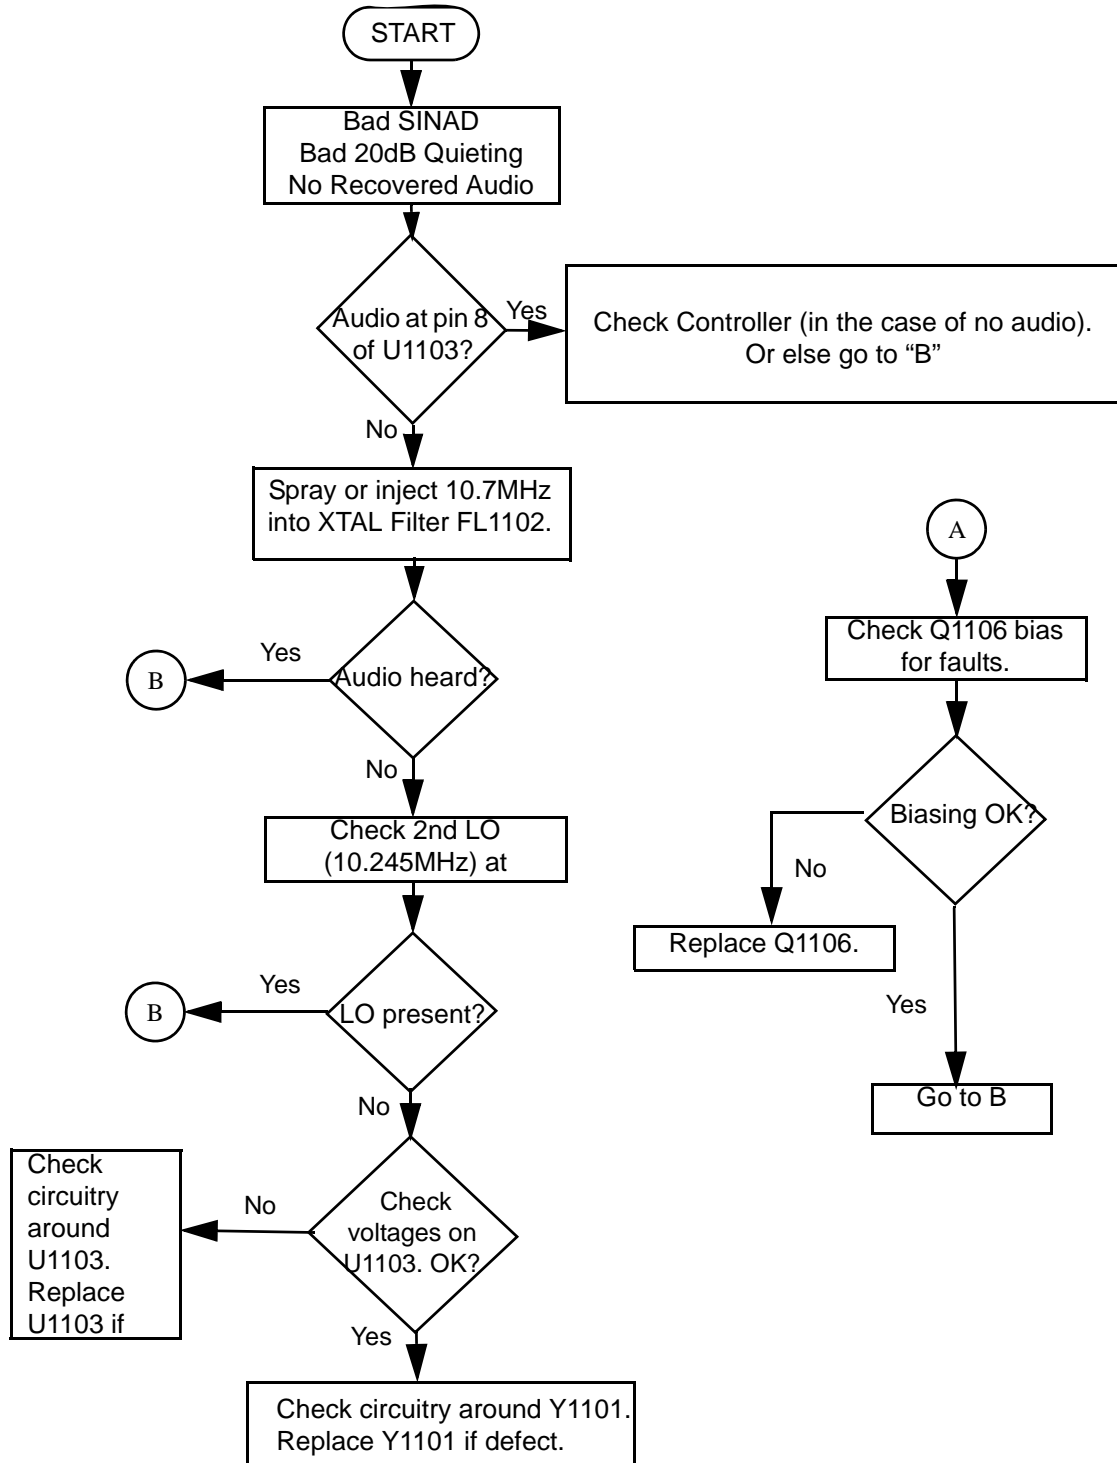 START
Bad SINAD
Bad 20dB Quieting
No Recovered Audio
Audio at pin 8
of U1103?
Yes
Check Controller (in the case of no audio).
Or else go to “B”
No
Spray or inject 10.7MHz
into XTAL Filter FL1102.
Audio heard?
Yes
B
No
Check 2nd LO
(10.245MHz) at
LO present?
Yes
B
No
Check
voltages on
U1103. OK?
No
Check
circuitry
around
U1103.
Replace
U1103 if
Yes
Check circuitry around Y1101.
Replace Y1101 if defect.
A
Check Q1106 bias
for faults.
Biasing OK?
No
Replace Q1106.
Yes
Go to B